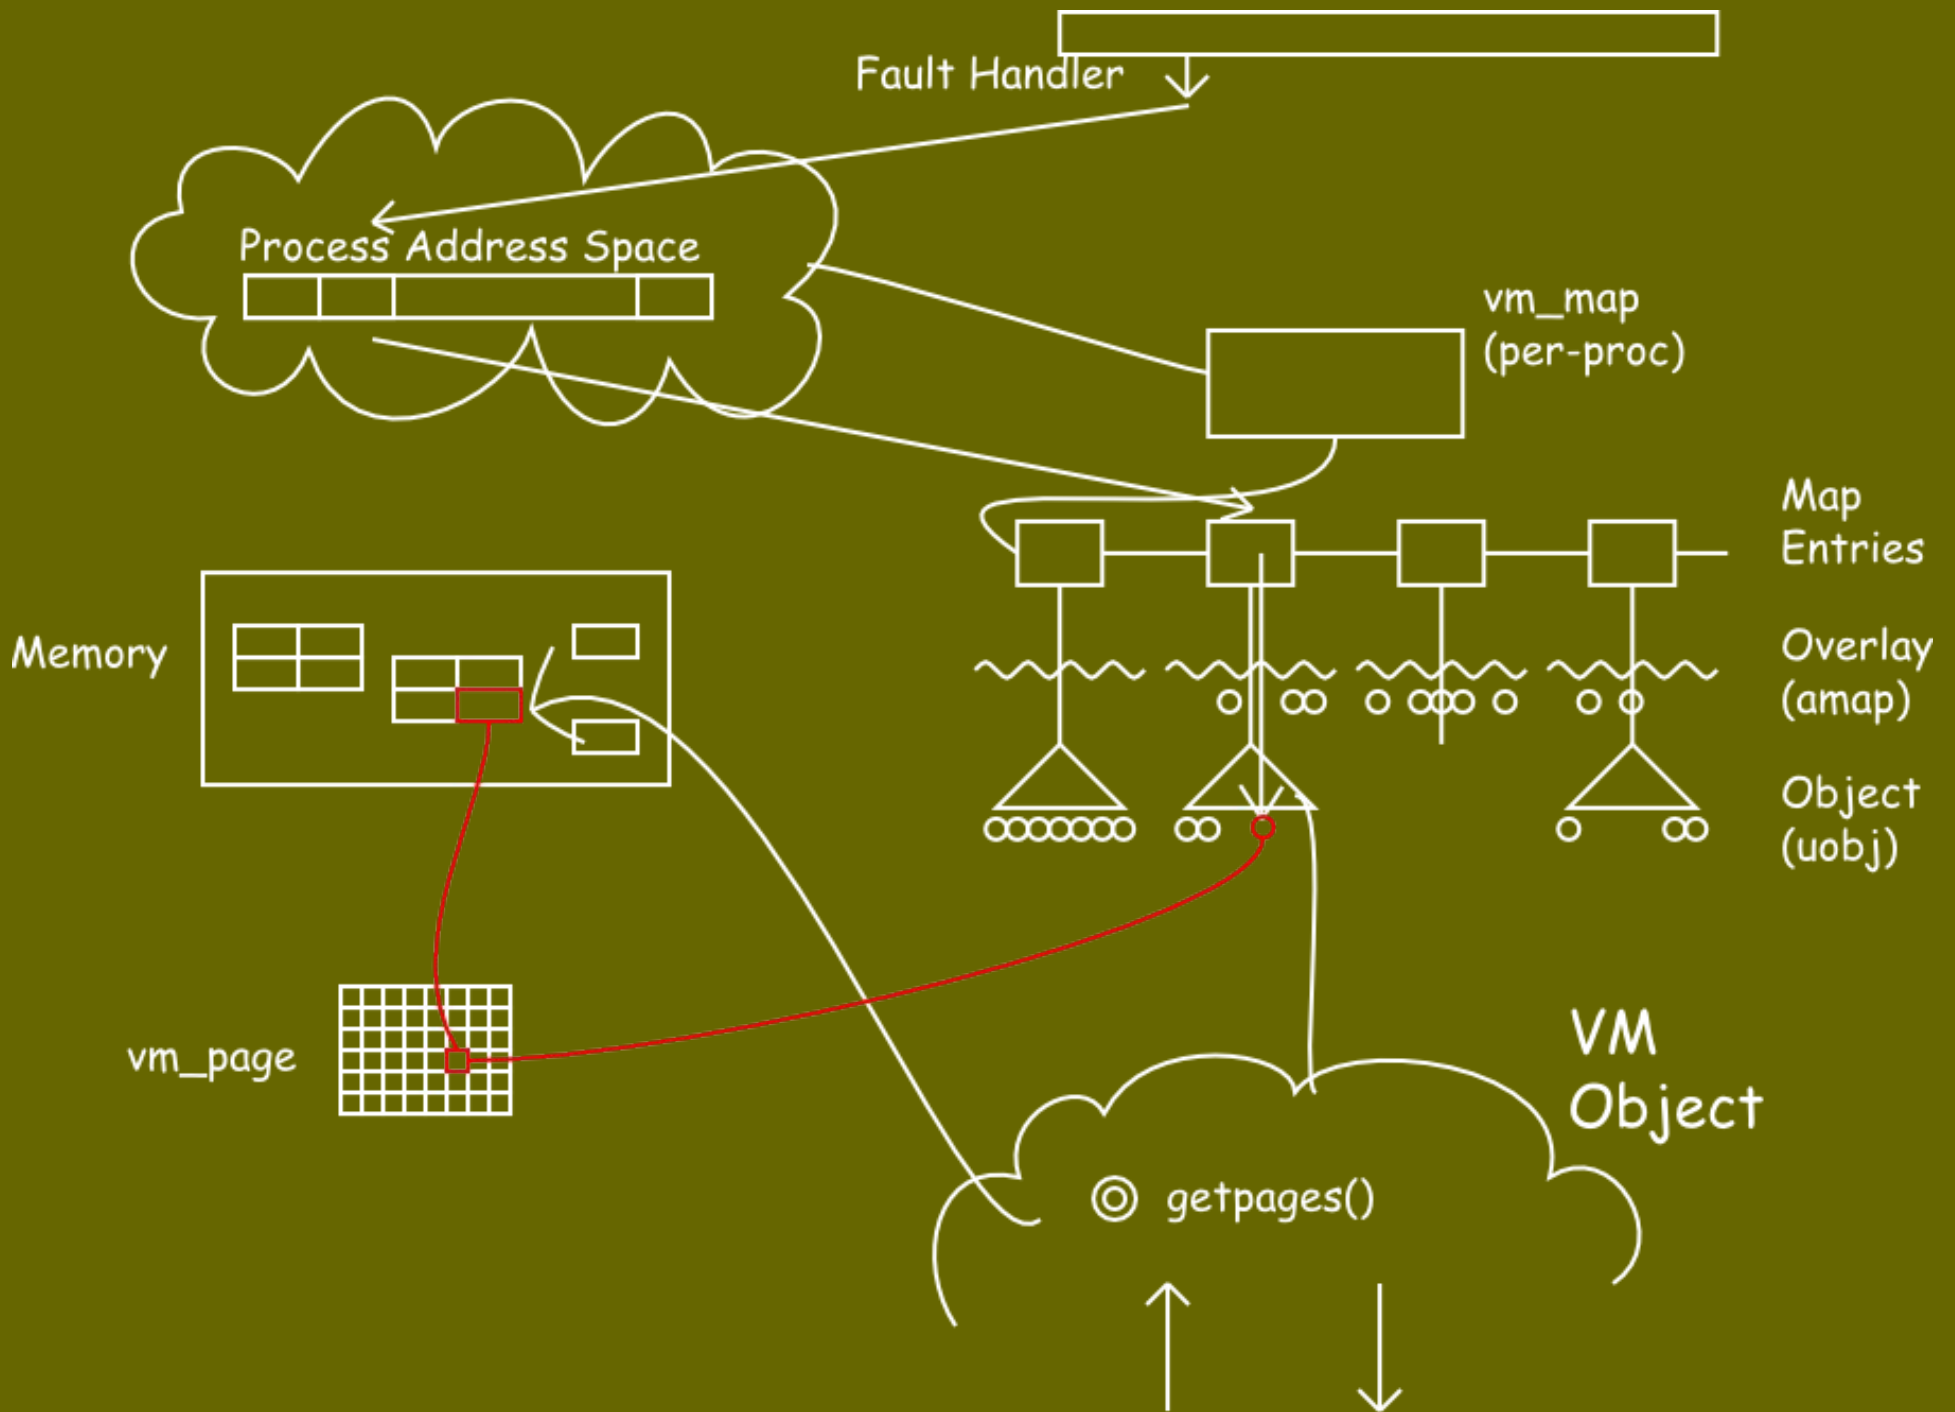 Fault Handler
Process Address Space
vm_map
(per-proc)
Map
Entries
Memory
Overlay
(amap)
Object
(uobj)
vm_page
VM
Object
getpages()